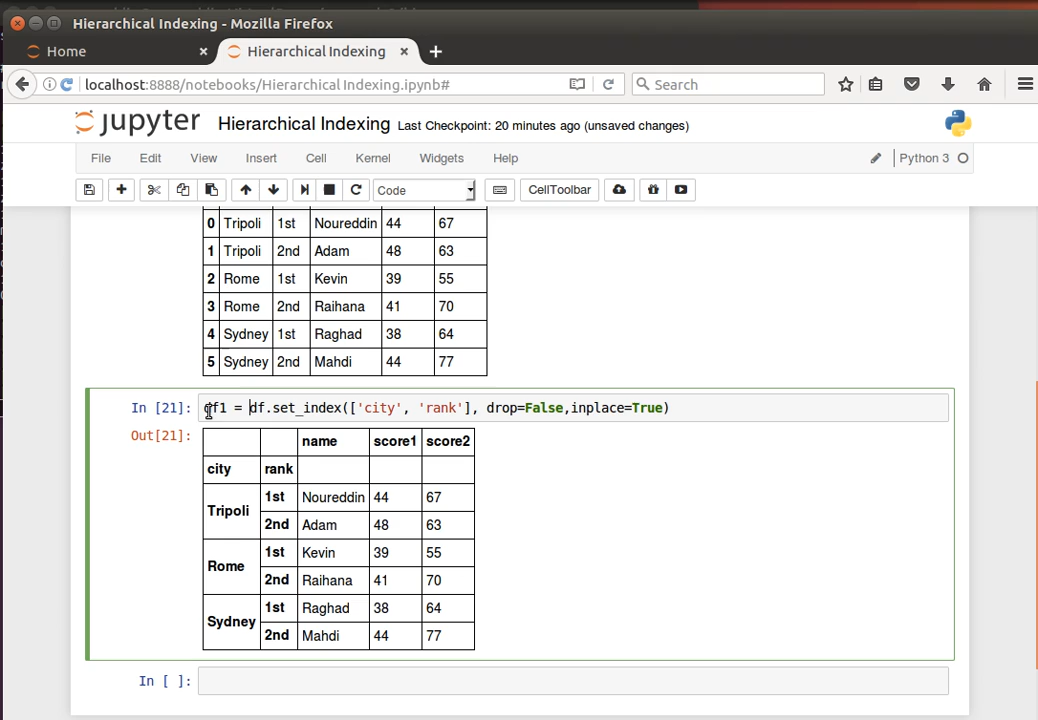 Hierarchical Indexing - Mozilla Firefox
Home
Hierarchical Indexing
localhost:8888/notebooks/Hierarchical Indexing.ipynb#
Search
jupyter Hierarchical Indexing Last Checkpoint: 20 minutes ago (unsaved changes)
File Edit View Insert Cell Kernel Widgets Help Python 3
Code CellToolbar
0 Tripoli 1st Noureddin 44 67
1 Tripoli 2nd Adam 48 63
2 Rome 1st Kevin 39 55
3 Rome 2nd Raihana 41 70
4 Sydney 1st Raghad 38 64
5 Sydney 2nd Mahdi 44 77
In [21]: df1 = df.set_index(['city', 'rank'], drop=False,inplace=True)
Out[21]:
name score1 score2
city rank
Tripoli 1st Noureddin 44 67
2nd Adam 48 63
Rome 1st Kevin 39 55
2nd Raihana 41 70
Sydney 1st Raghad 38 64
2nd Mahdi 44 77
In [ ]: